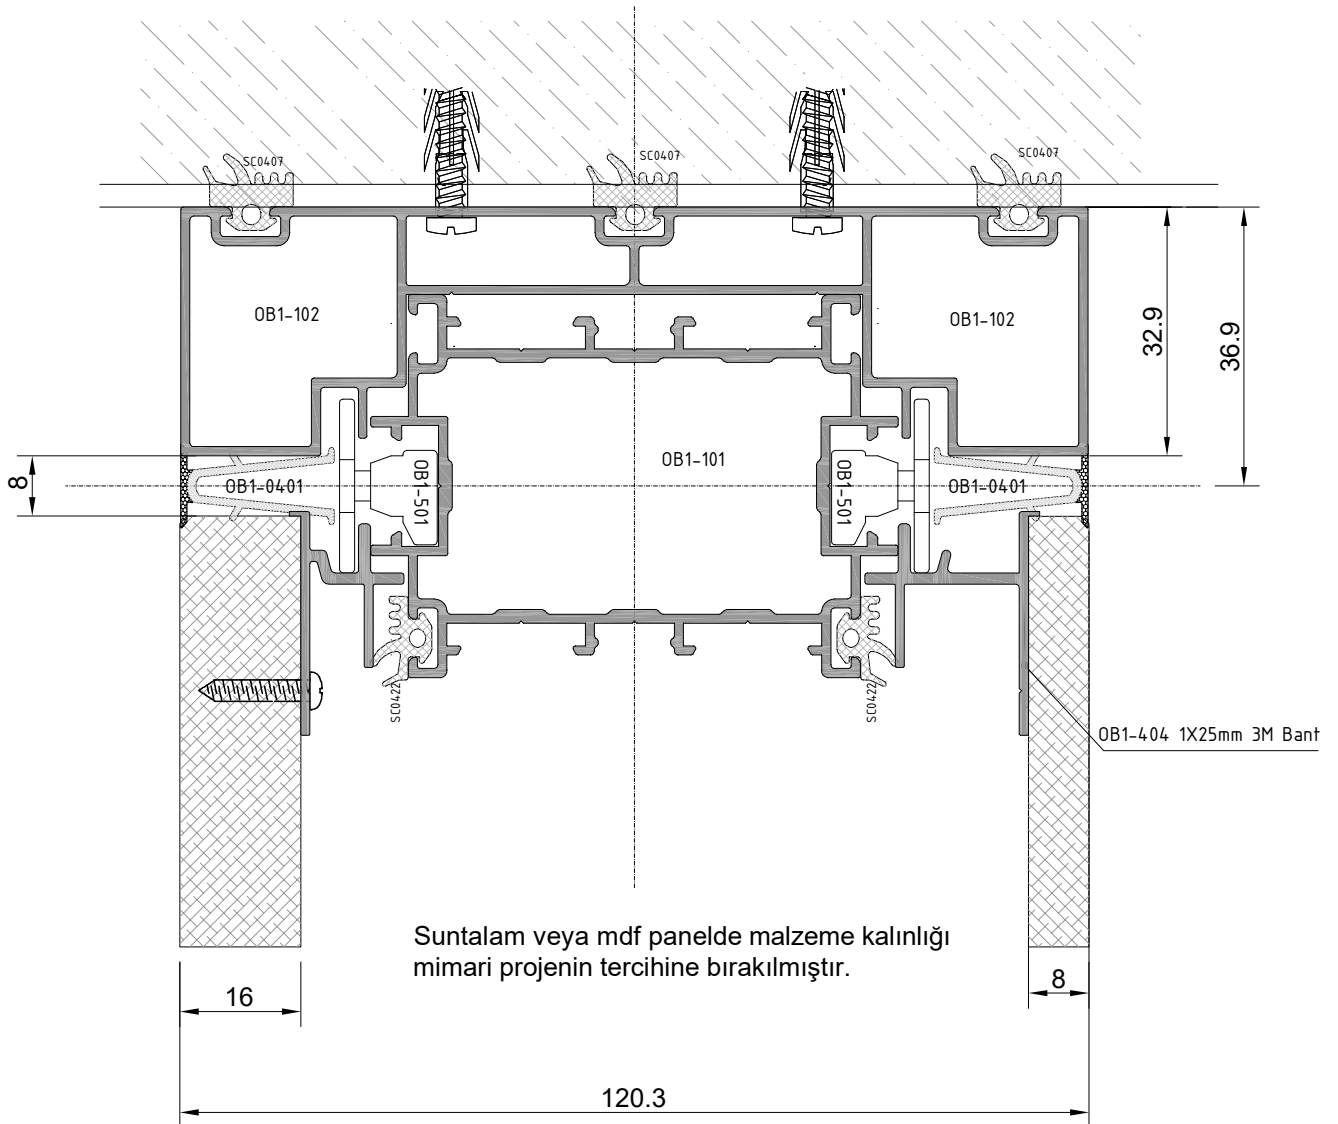 SC0407
SC0407
SC0407
OB1-102
OB1-102
32.9
36.9
OB1-101
8
OB1-0401
OB1-501
OB1-501
OB1-0401
SC0422
SC0422
OB1-404 1X25mm 3M Bant
Suntalam veya mdf panelde malzeme kalınlığı
mimari projenin tercihine bırakılmıştır.
16
8
120.3